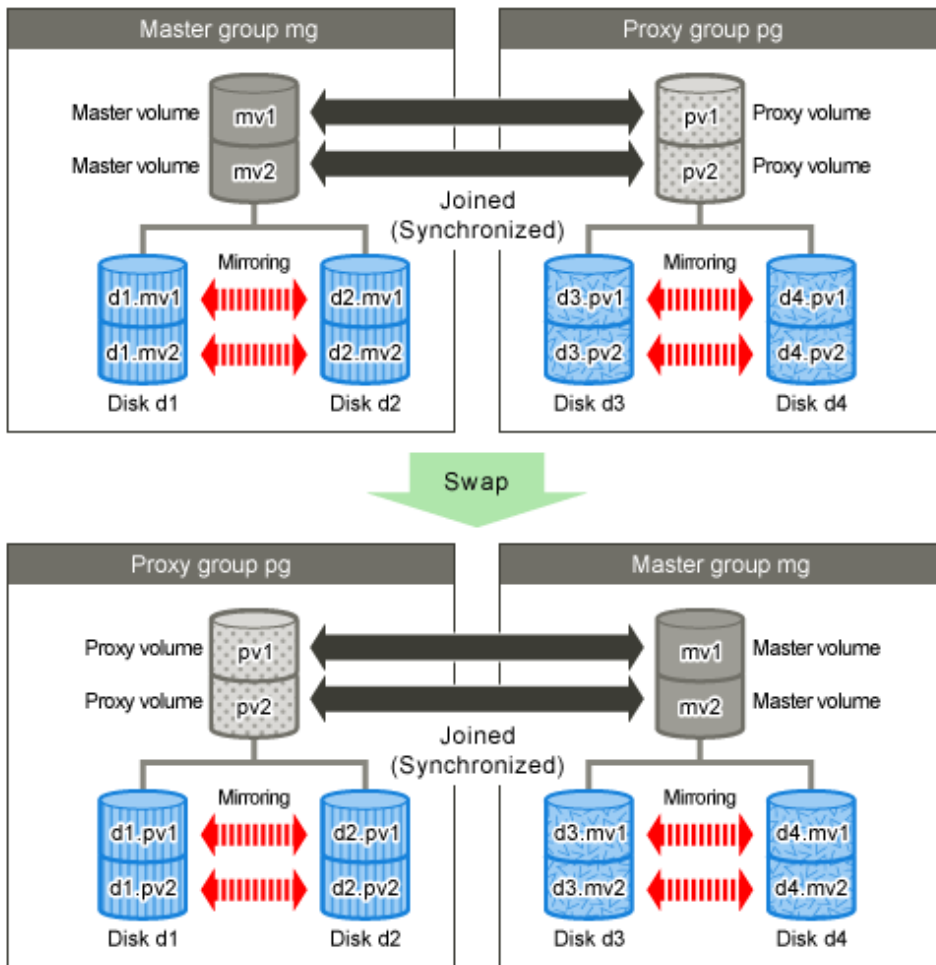 Master group mg
Proxy group pg
Master volume
mv1
pv1
Proxy volume
Master volume
mv2
pv2
Proxy volume
Joined
(Synchronized)
Mirroring
Mirroring
d1.mv1
d2.mv1
d3.pv1
d4.pv1
d1.mv2
d2.mv2
d3.pv2
d4.pv2
Disk d1
Disk d2
Disk d3
Disk d4
Swap
Proxy group pg
Master group mg
Proxy volume
pv1
mv1
Master volume
Proxy volume
pv2
mv2
Master volume
Joined
(Synchronized)
Mirroring
Mirroring
d1.pv1
d2.pv1
d3.mv1
d4.mv1
d1.pv2
d2.pv2
d3.mv2
d4.mv2
Disk d1
Disk d2
Disk d3
Disk d4